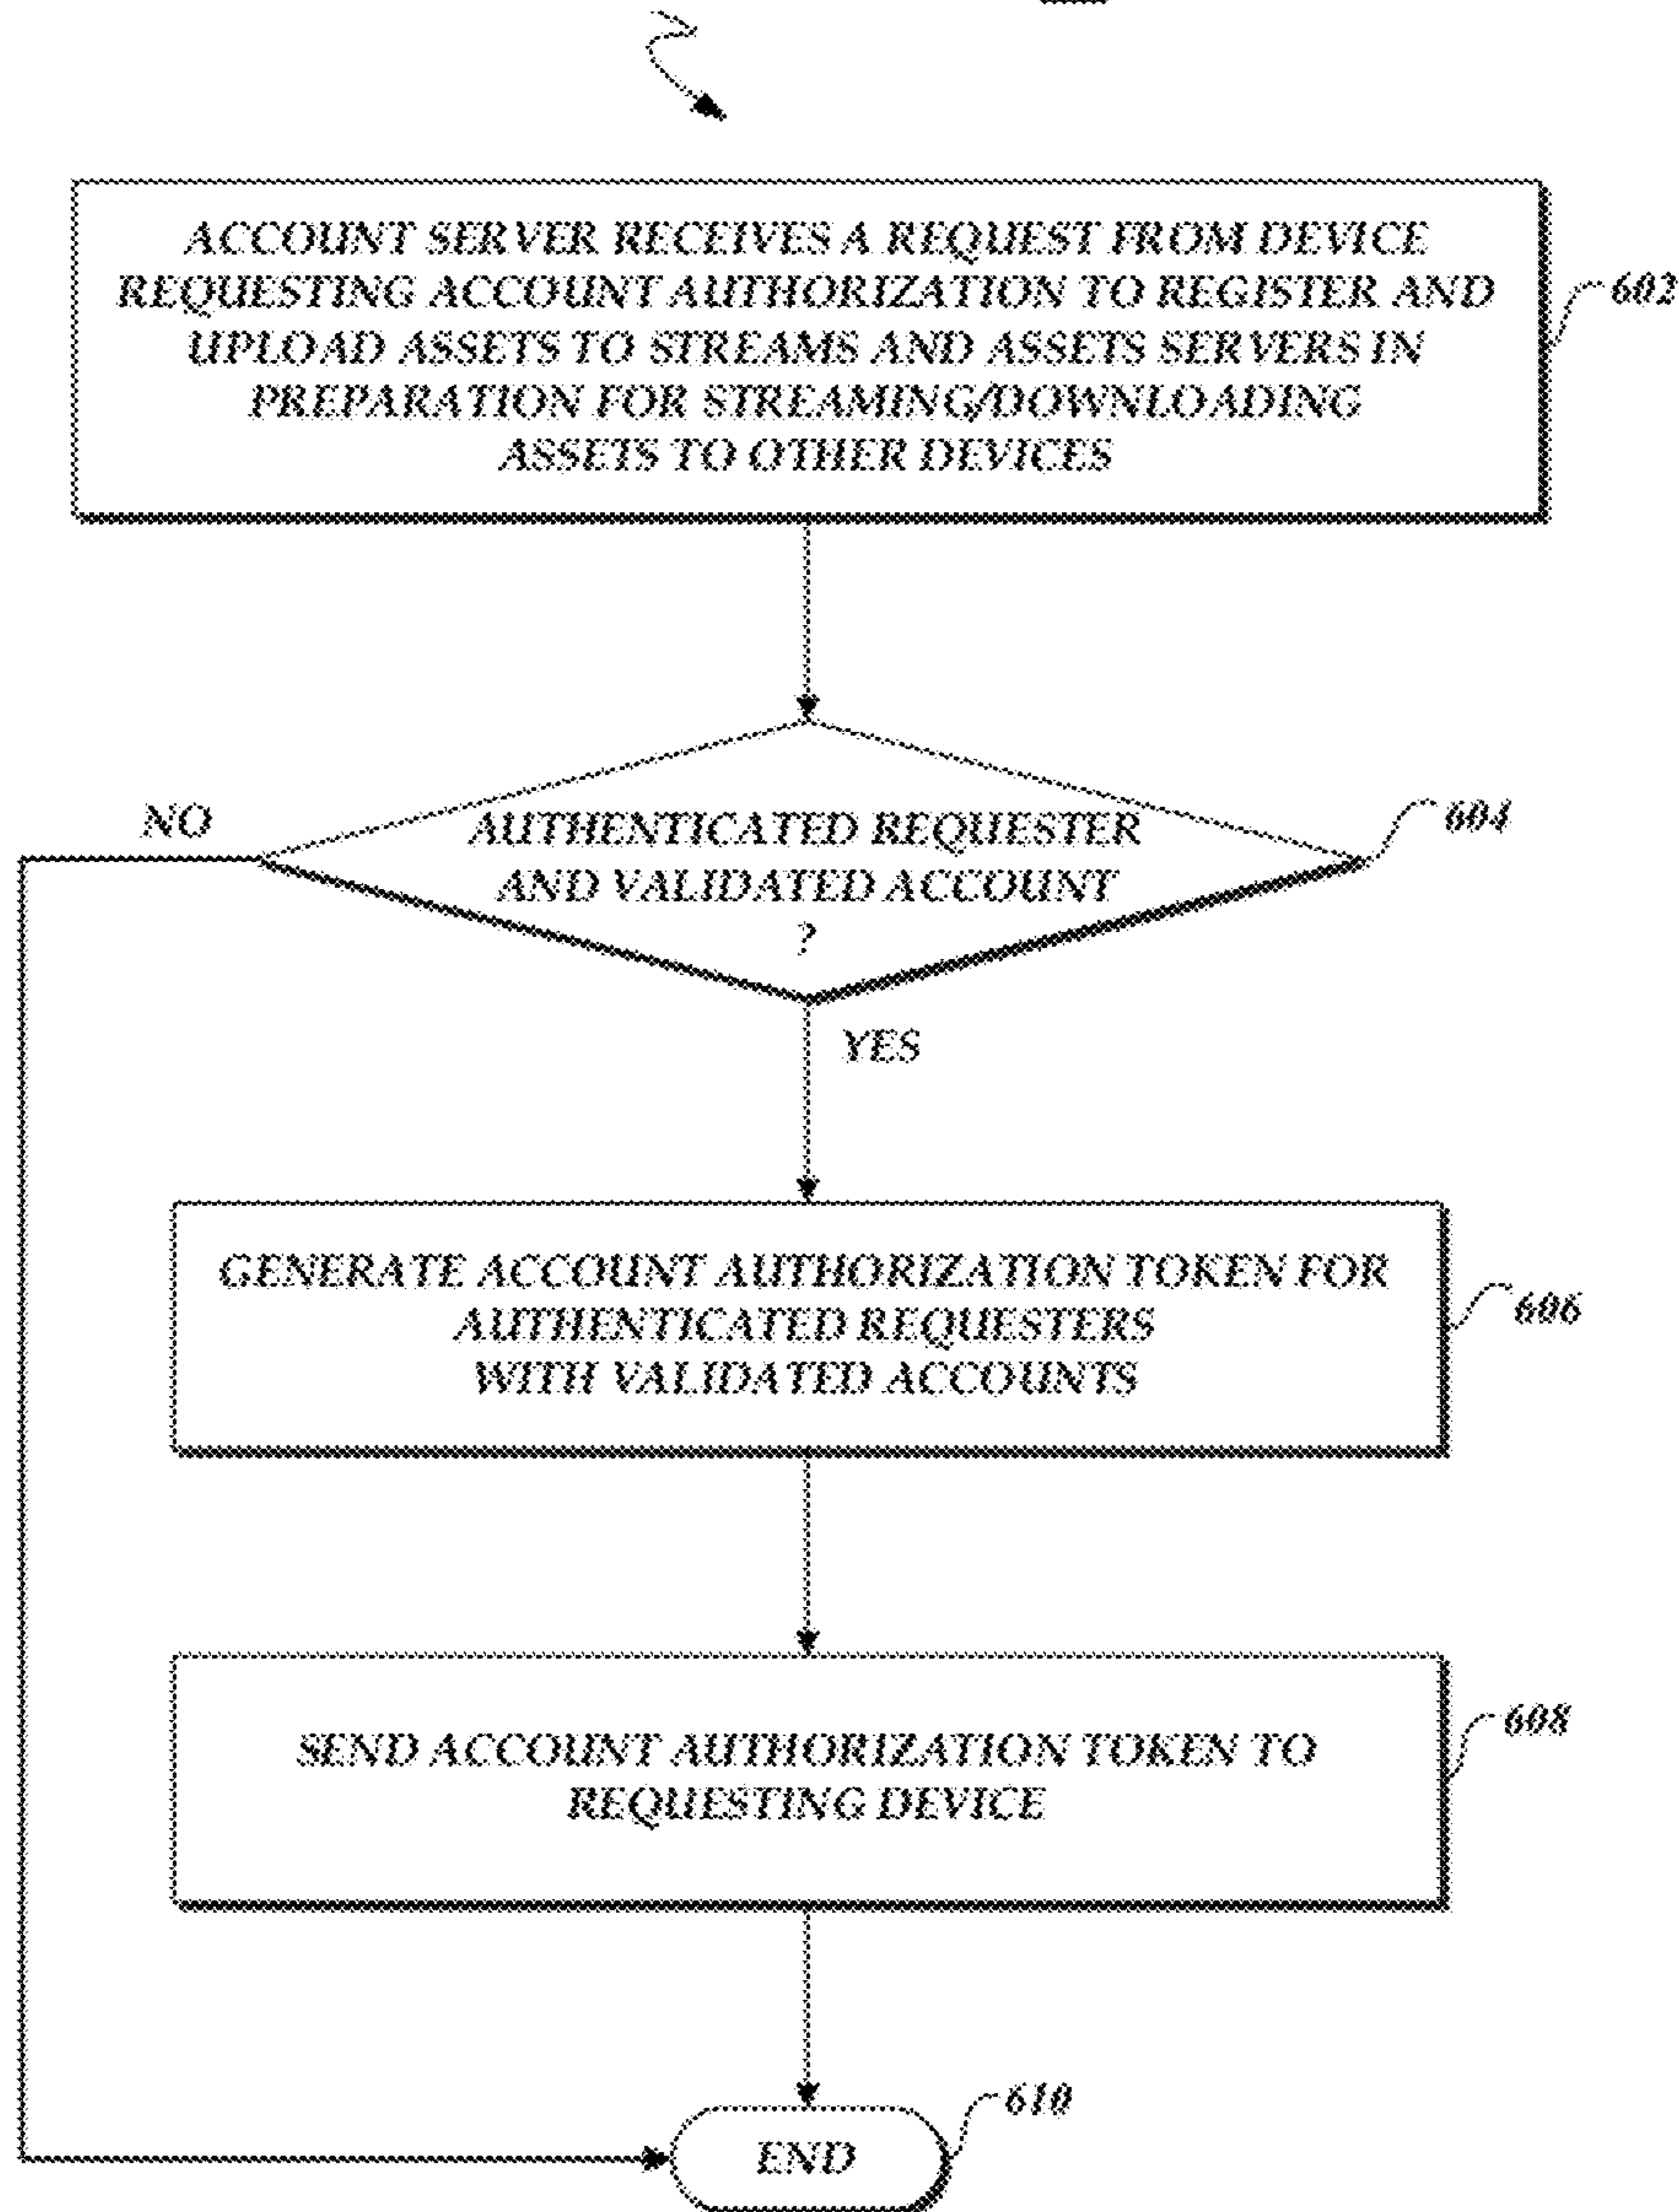 ACCOUNT SERVER RECEIVES A REQUEST FROM DEVICE
REQUESTING ACCOUNT AUTHORIZATION TO REGISTER AND
UPLOAD ASSETS TO STREAMS AND ASSETS SERVERS IN
PREPARATION FOR STREAMING/DOWNLOADING
ASSETS TO OTHER DEVICES
602
NO
AUTHENTICATED REQUESTER
AND VALIDATED ACCOUNT
?
604
YES
GENERATE ACCOUNT AUTHORIZATION TOKEN FOR
AUTHENTICATED REQUESTERS
WITH VALIDATED ACCOUNTS
606
SEND ACCOUNT AUTHORIZATION TOKEN TO
REQUESTING DEVICE
608
END
610